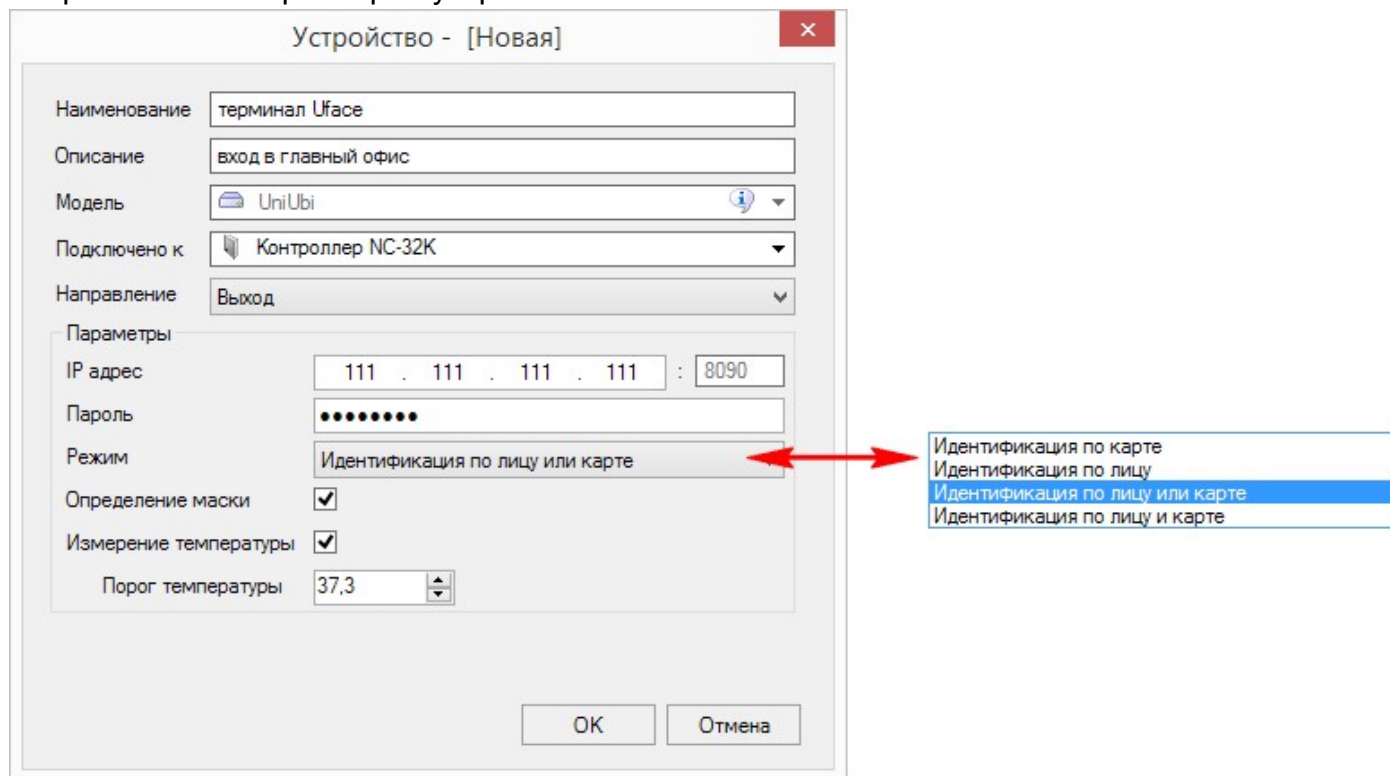 Устройство - [Новая]
Наименование терминал Uface
Описание вход в главный офис
Модель UniUbi
Подключено к Контроллер NC-32K
Направление Выход
Параметры
IP адрес 111 . 111 . 111 . 111 : 8090
Пароль ●●●●●●●●
Режим Идентификация по лицу или карте
Определение маски
Измерение температуры
Порог температуры 37,3
OK Отмена
Идентификация по карте
Идентификация по лицу
Идентификация по лицу или карте
Идентификация по лицу и карте